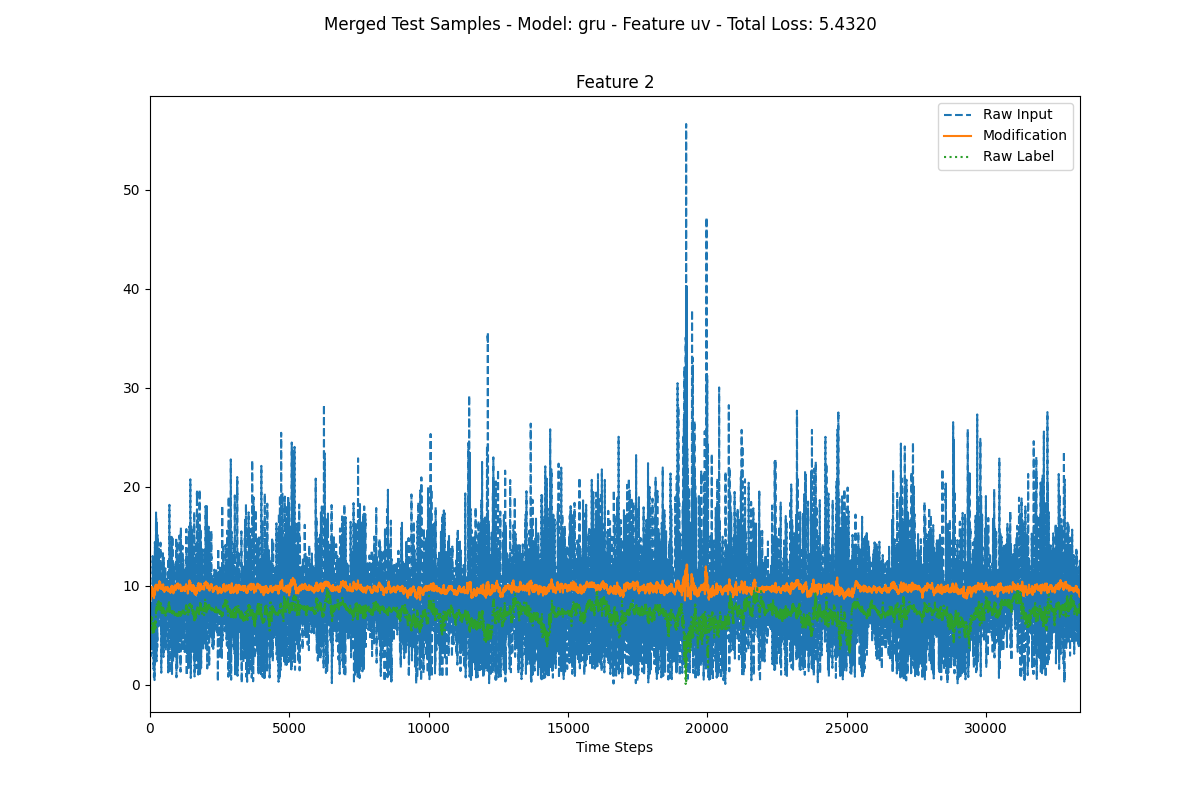 Merged Test Samples - Model: gru - Feature uv - Total Loss: 5.4320
Feature 2
Raw Input
Modification
Raw Label
50
40
30
20
10
0
0 5000 10000 15000 20000 25000 30000
Time Steps